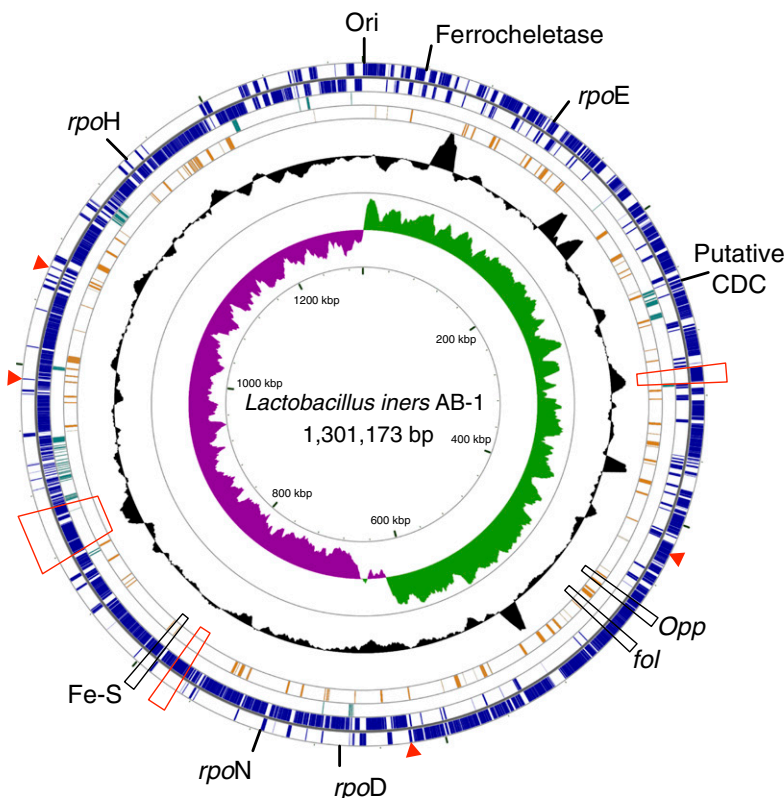 Ori
Ferrocheletase
rpoE
rpoH
Putative
CDC
1200 kbp
200 kbp
1000 kbp
Lactobacillus iners AB-1
1,301,173 bp
400 kbp
800 kbp
600 kbp
Opp
fol
Fe-S
rpoN
rpoD